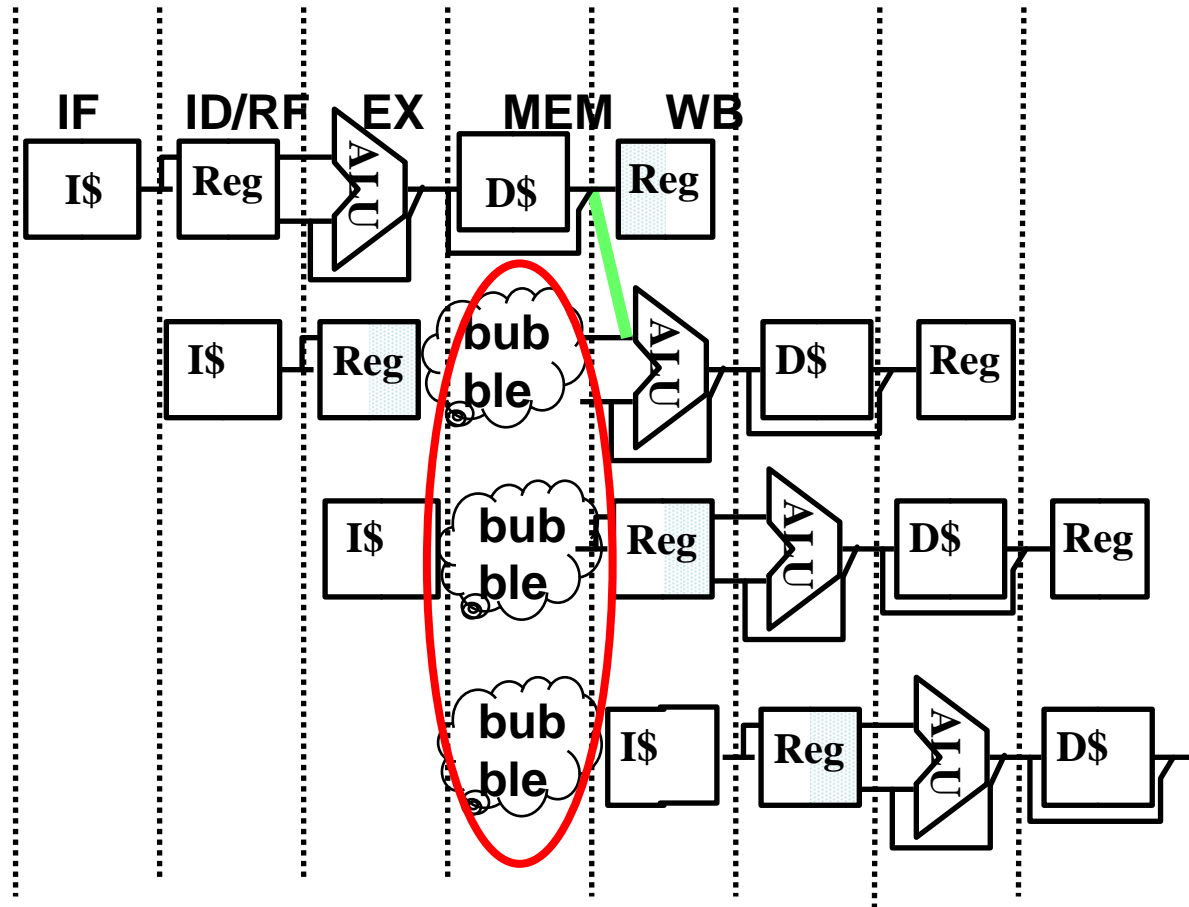 IF ID/RF EX MEM WB
I$ Reg ALU D$ Reg
I$ Reg bub
ble ALU D$ Reg
I$ bub
ble Reg ALU D$ Reg
bub
ble I$ Reg ALU D$